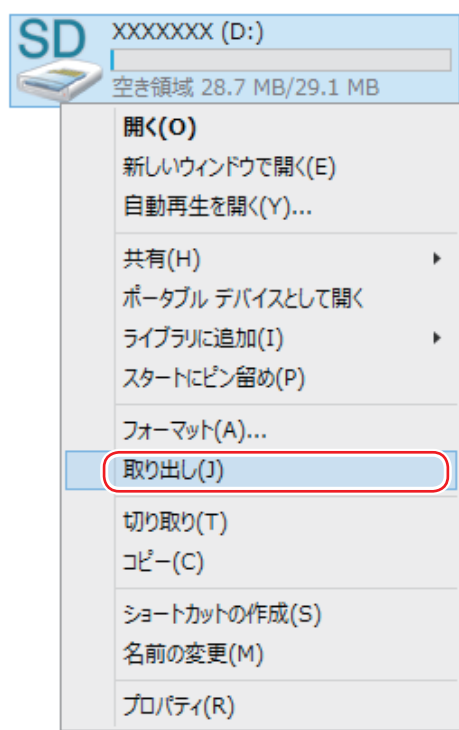 SD
XXXXXXX (D:)
空き領域 28.7 MB/29.1 MB
開く(O)
新しいウィンドウで開く(E)
自動再生を開く(Y)...
共有(H)
ポータブル デバイスとして開く
ライブラリに追加(I)
スタートにピン留め(P)
フォーマット(A)...
取り出し(J)
切り取り(T)
コピー(C)
ショートカットの作成(S)
名前の変更(M)
プロパティ(R)